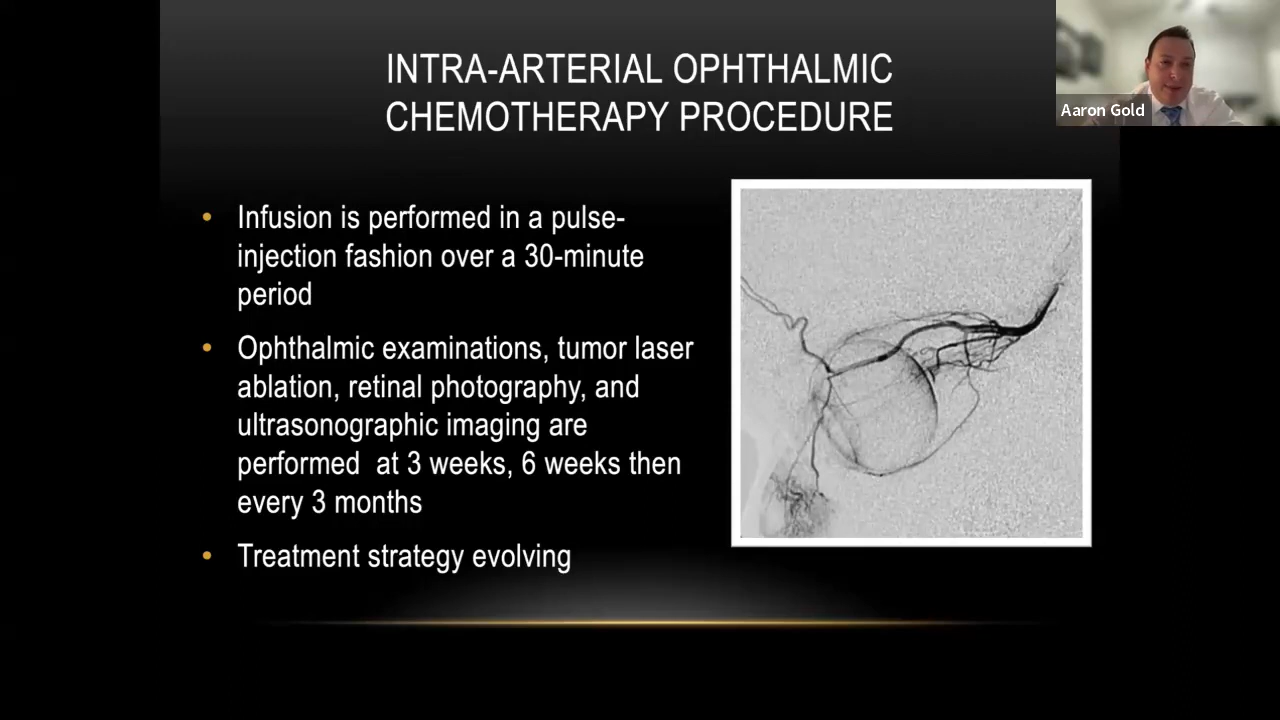 INTRA-ARTERIAL OPHTHALMIC
CHEMOTHERAPY PROCEDURE
Aaron Gold
• Infusion is performed in a pulse-
injection fashion over a 30-minute
period
• Ophthalmic examinations, tumor laser
ablation, retinal photography, and
ultrasonographic imaging are
performed  at 3 weeks, 6 weeks then
every 3 months
• Treatment strategy evolving